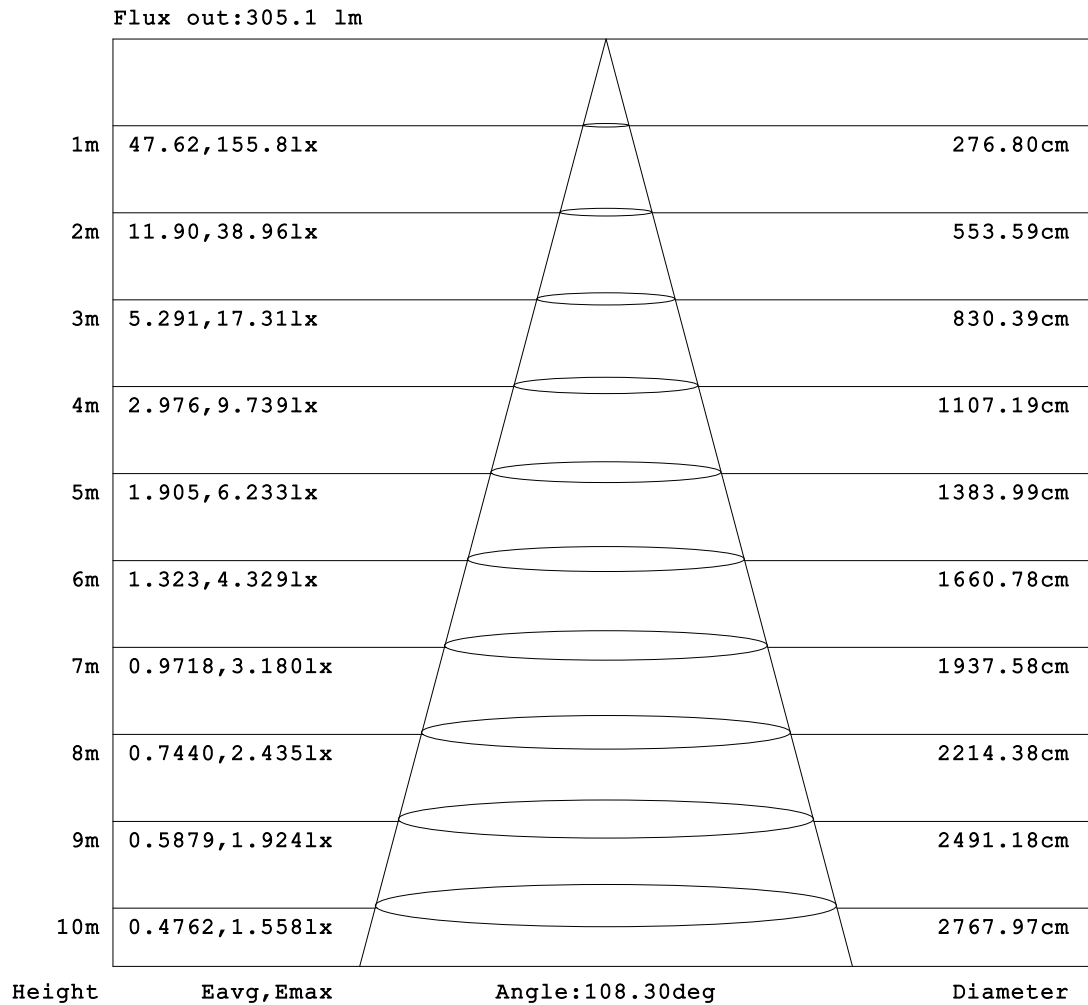 Flux out:305.1 lm
1m 47.62,155.8lx 276.80cm
2m 11.90,38.96lx 553.59cm
3m 5.291,17.31lx 830.39cm
4m 2.976,9.739lx 1107.19cm
5m 1.905,6.233lx 1383.99cm
6m 1.323,4.329lx 1660.78cm
7m 0.9718,3.180lx 1937.58cm
8m 0.7440,2.435lx 2214.38cm
9m 0.5879,1.924lx 2491.18cm
10m 0.4762,1.558lx 2767.97cm
Height Eavg,Emax Angle:108.30deg Diameter